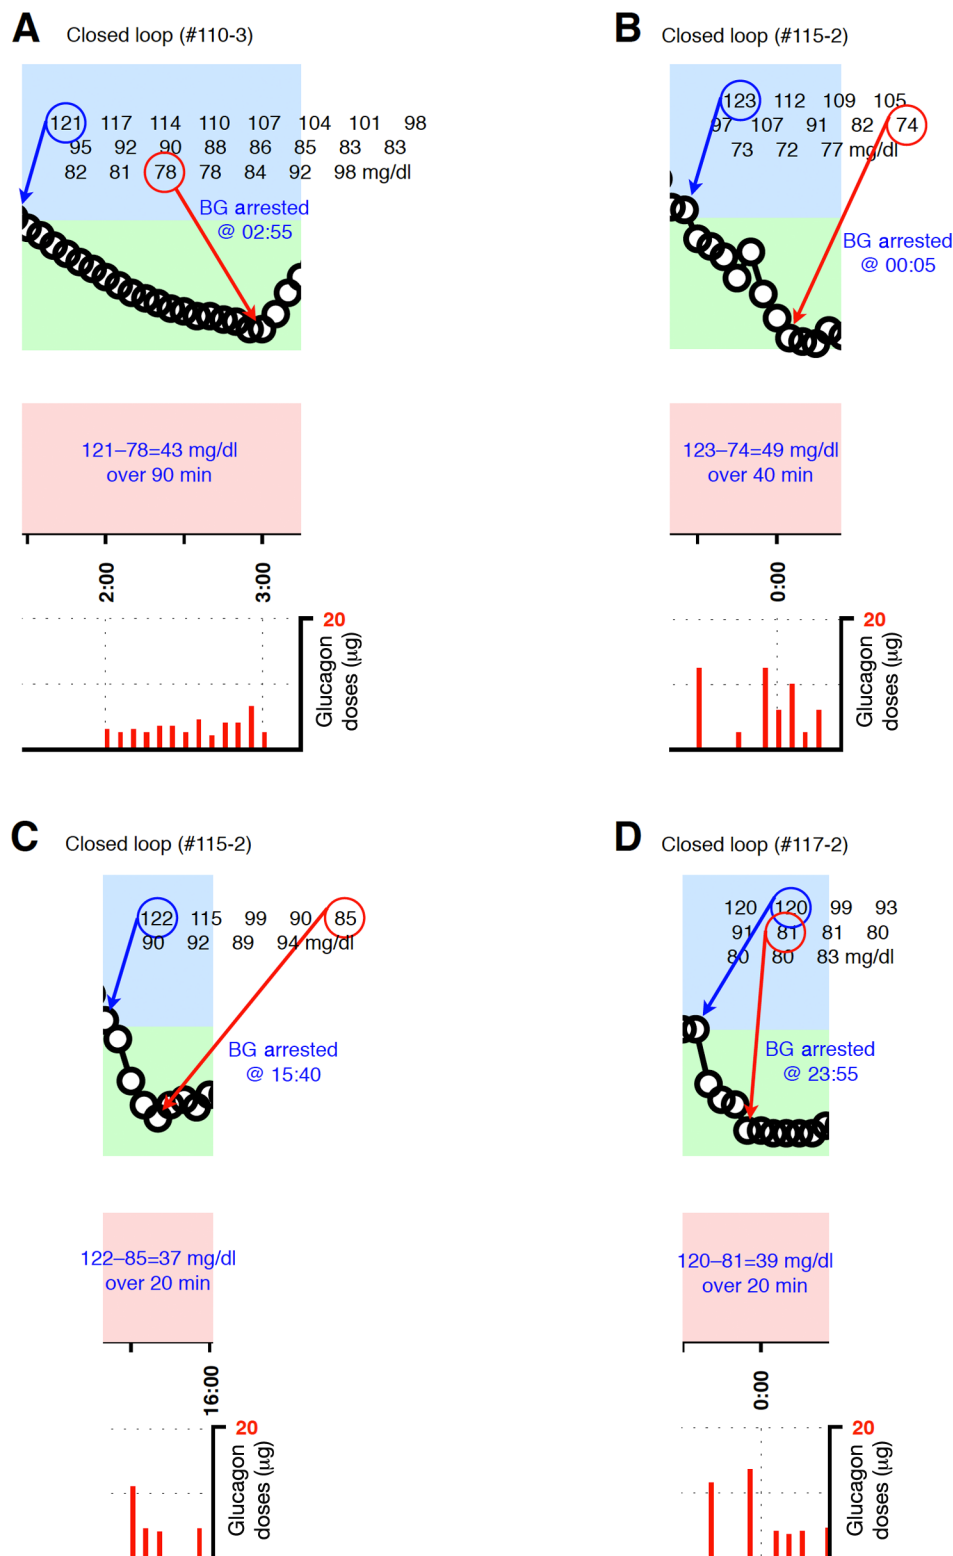 A Closed loop (#110-3)
121 117 114 110 107 104 101 98
95 92 90 88 86 85 83 83
82 81 78 78 84 92 98 mg/dl
BG arrested
@ 02:55
121–78=43 mg/dl
over 90 min
2:00 3:00
20
Glucagon
doses (µg)
B Closed loop (#115-2)
123 112 109 105
97 107 91 82 74
73 72 77 mg/dl
BG arrested
@ 00:05
123–74=49 mg/dl
over 40 min
0:00
20
Glucagon
doses (µg)
C Closed loop (#115-2)
122 115 99 90 85
90 92 89 94 mg/dl
BG arrested
@ 15:40
122–85=37 mg/dl
over 20 min
16:00
20
Glucagon
doses (µg)
D Closed loop (#117-2)
120 120 99 93
91 81 81 80
80 80 83 mg/dl
BG arrested
@ 23:55
120–81=39 mg/dl
over 20 min
0:00
20
Glucagon
doses (µg)